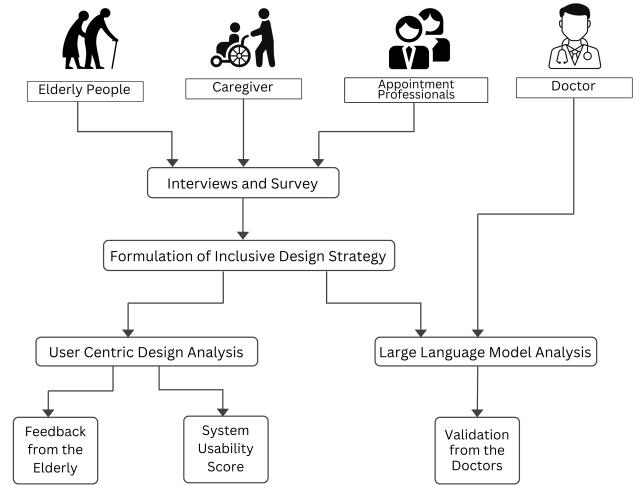 Elderly People
Caregiver
Appointment
Professionals
Doctor
Interviews and Survey
Formulation of Inclusive Design Strategy
User Centric Design Analysis
Large Language Model Analysis
Feedback
from the
Elderly
System
Usability
Score
Validation
from the
Doctors